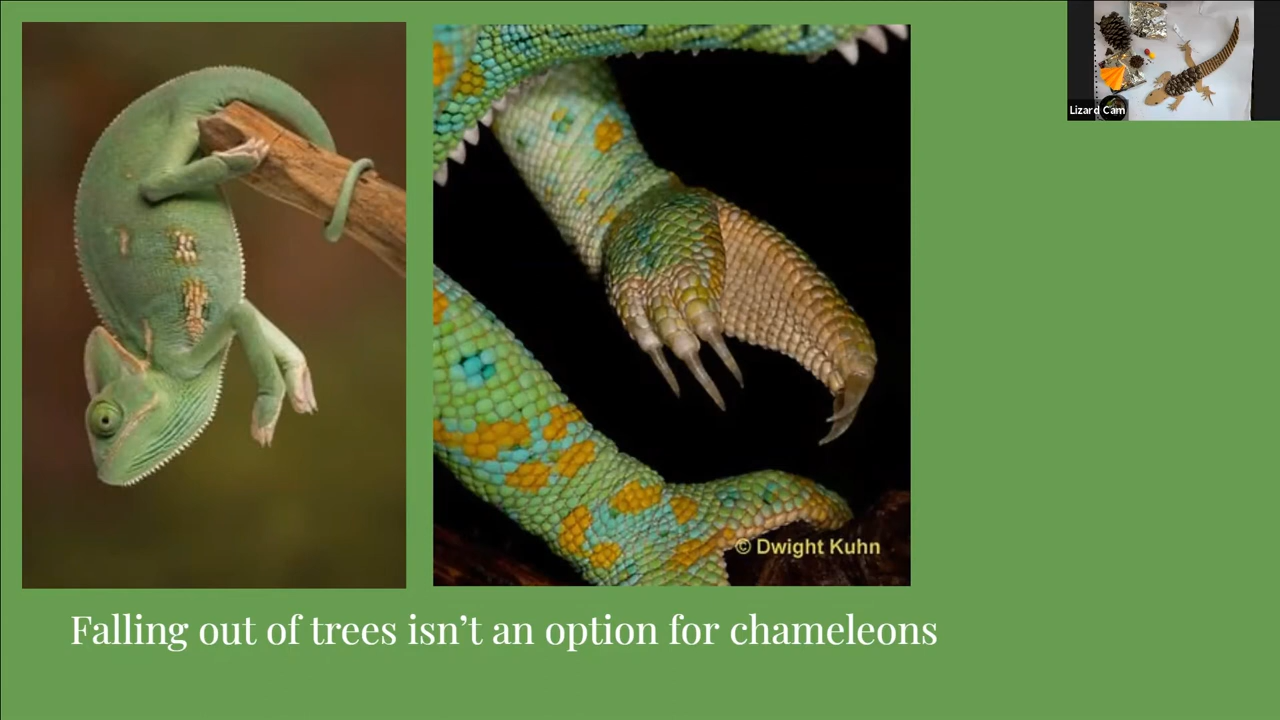 Lizard Cam
© Dwight Kuhn
Falling out of trees isn’t an option for chameleons